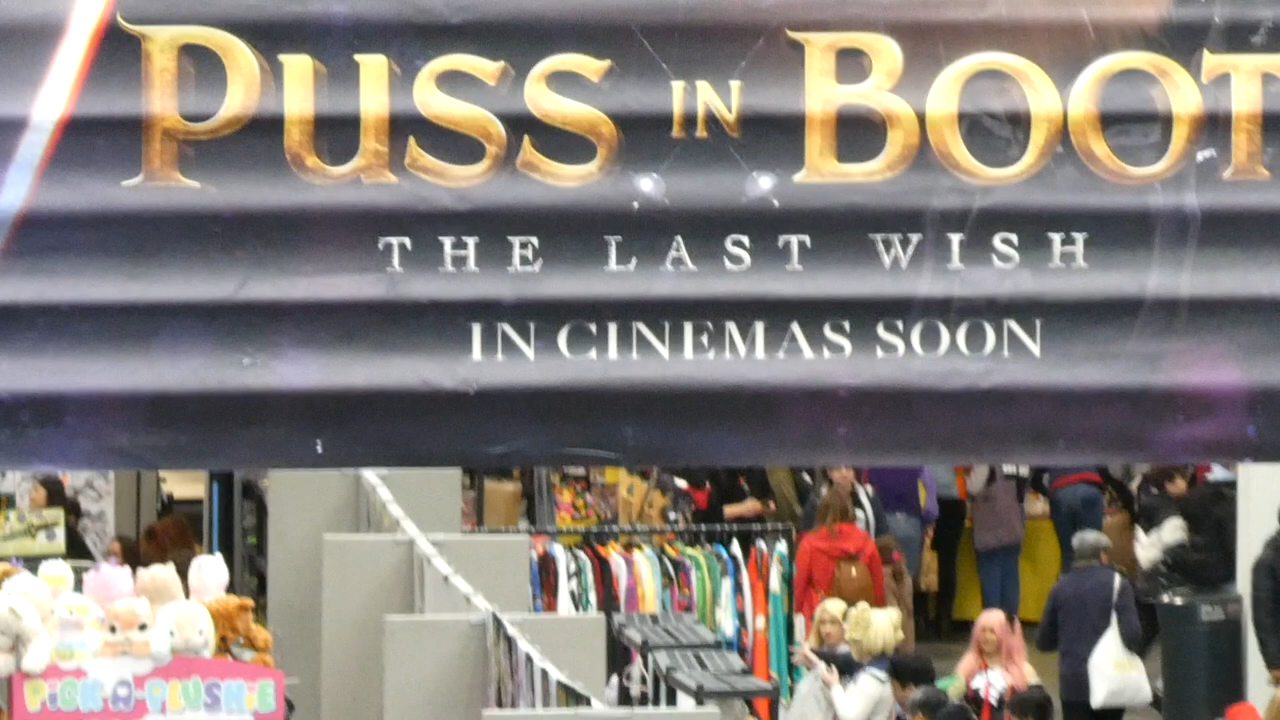 PUSS IN BOOT
THE LAST WISH
IN CINEMAS SOON
PICK-A-PLUSHIE